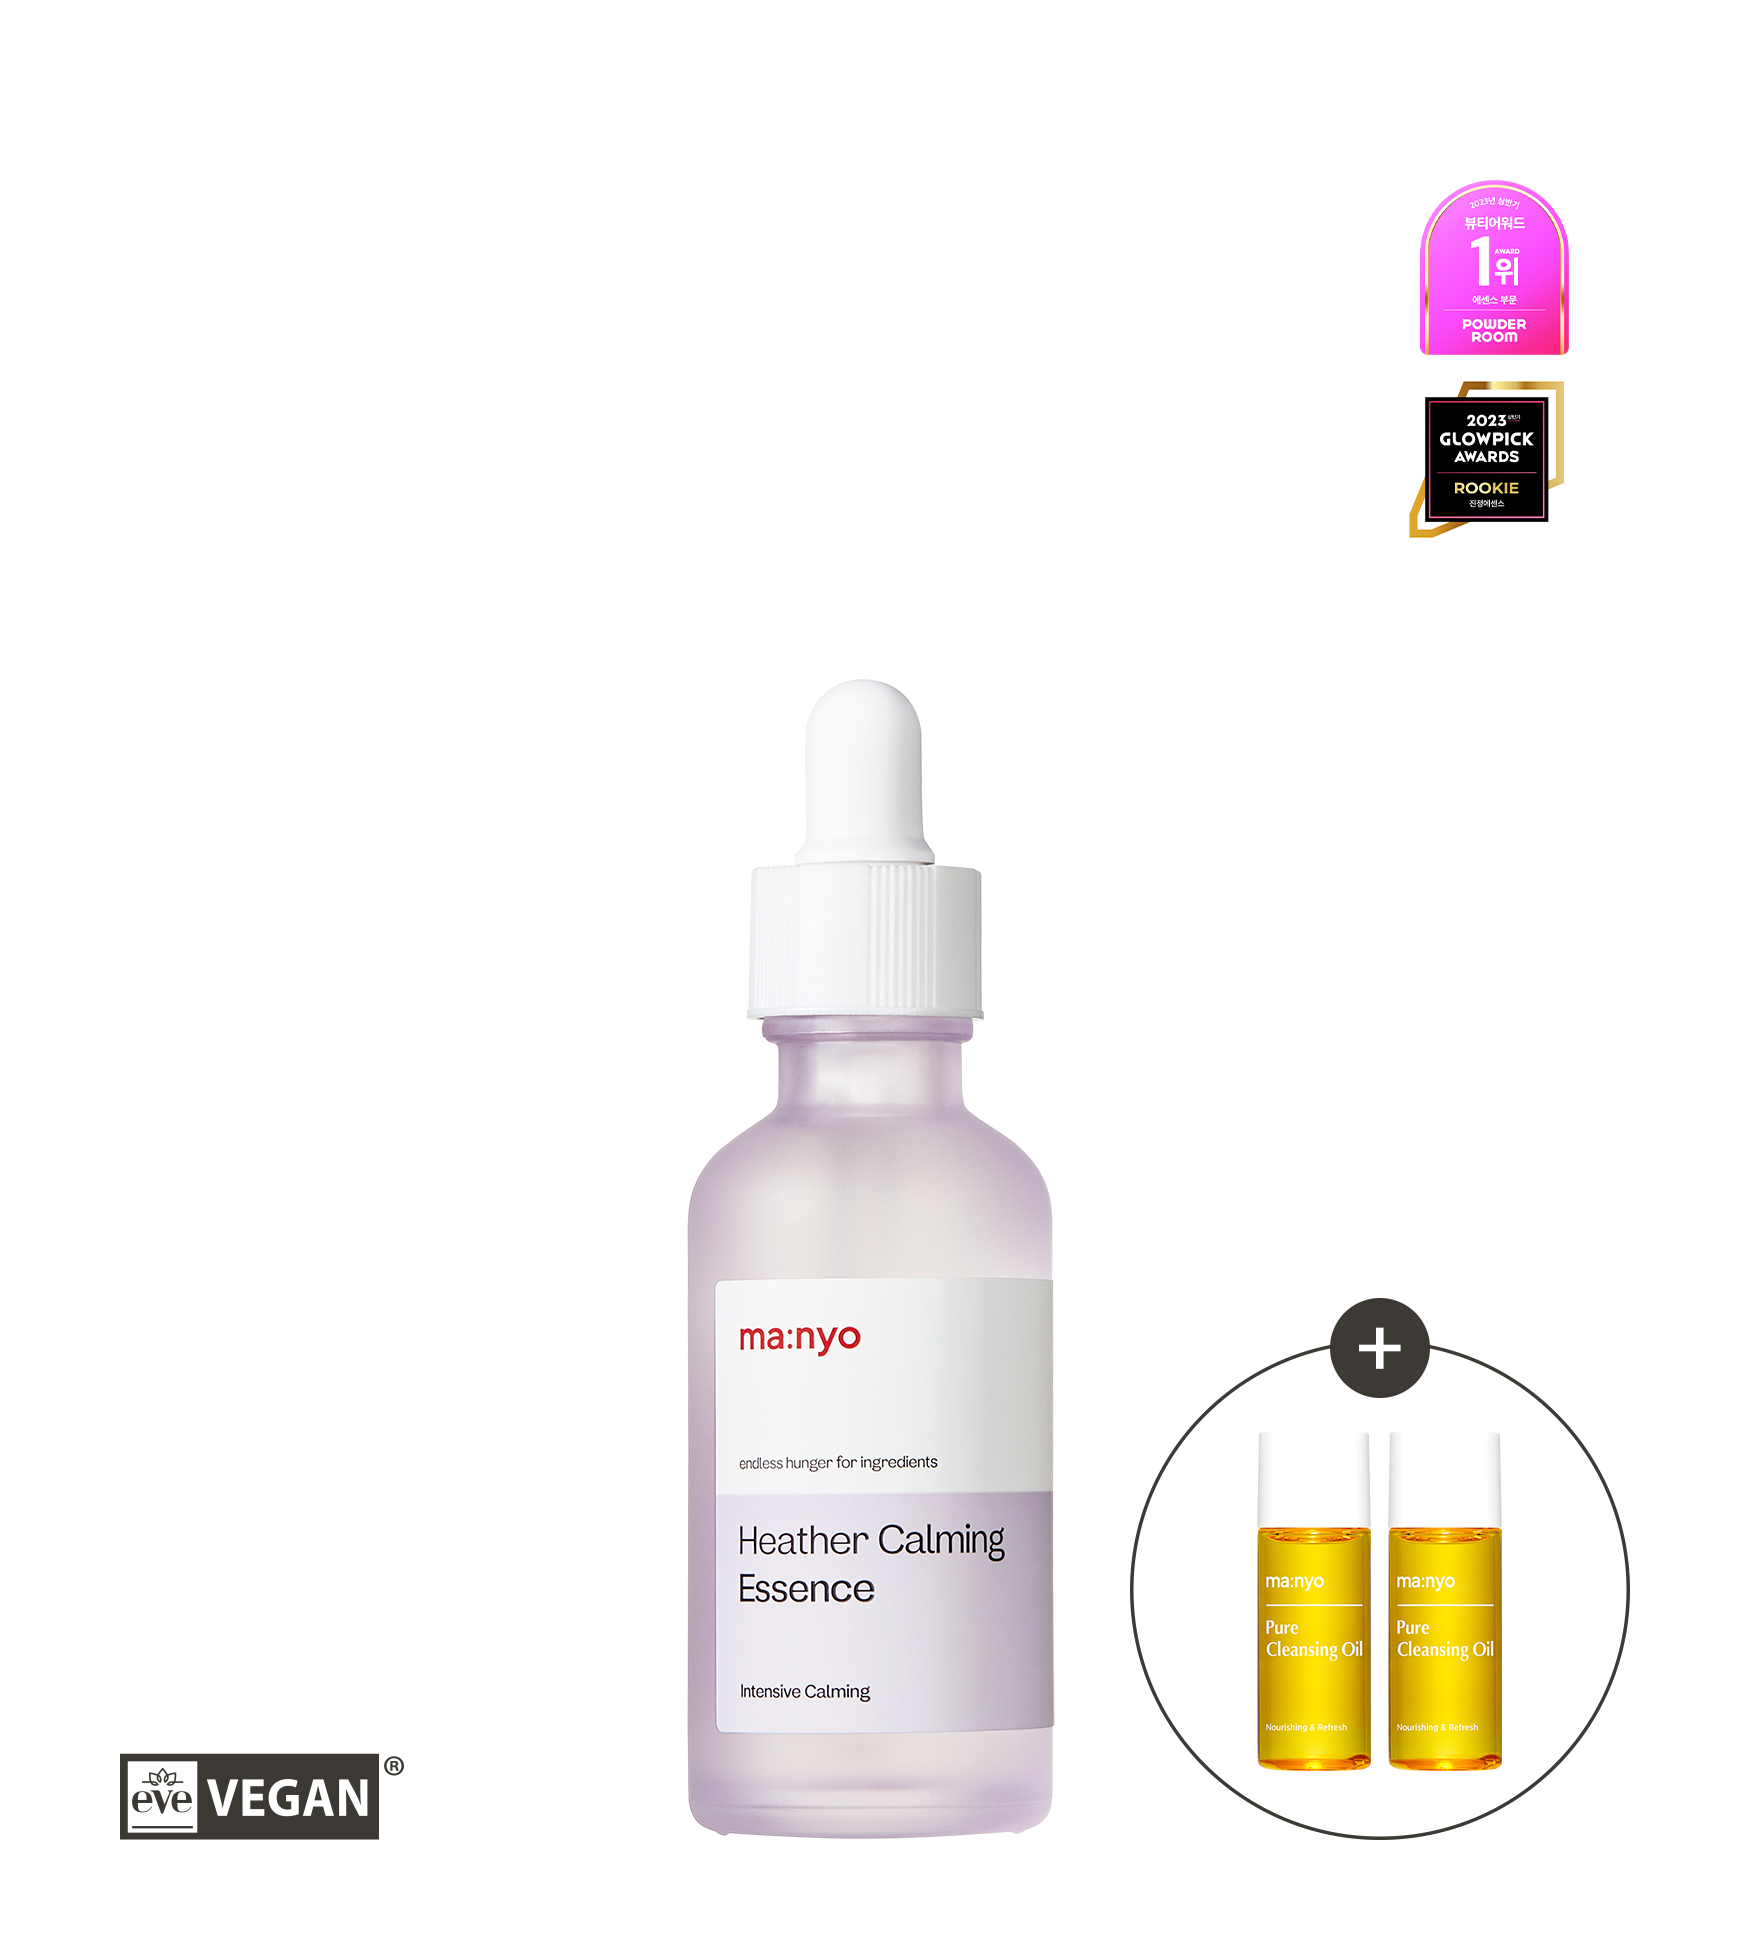 2023년 상반기
뷰티어워드
1위
AWARD
에센스 부문
POWDER
ROOM
2023 상반기
GLOWPICK
AWARDS
ROOKIE
진정에센스
ma:nyo
endless hunger for ingredients
Heather Calming
Essence
Intensive Calming
+
ma:nyo
Pure
Cleansing Oil
Nourishing & Refresh
ma:nyo
Pure
Cleansing Oil
Nourishing & Refresh
eve VEGAN®